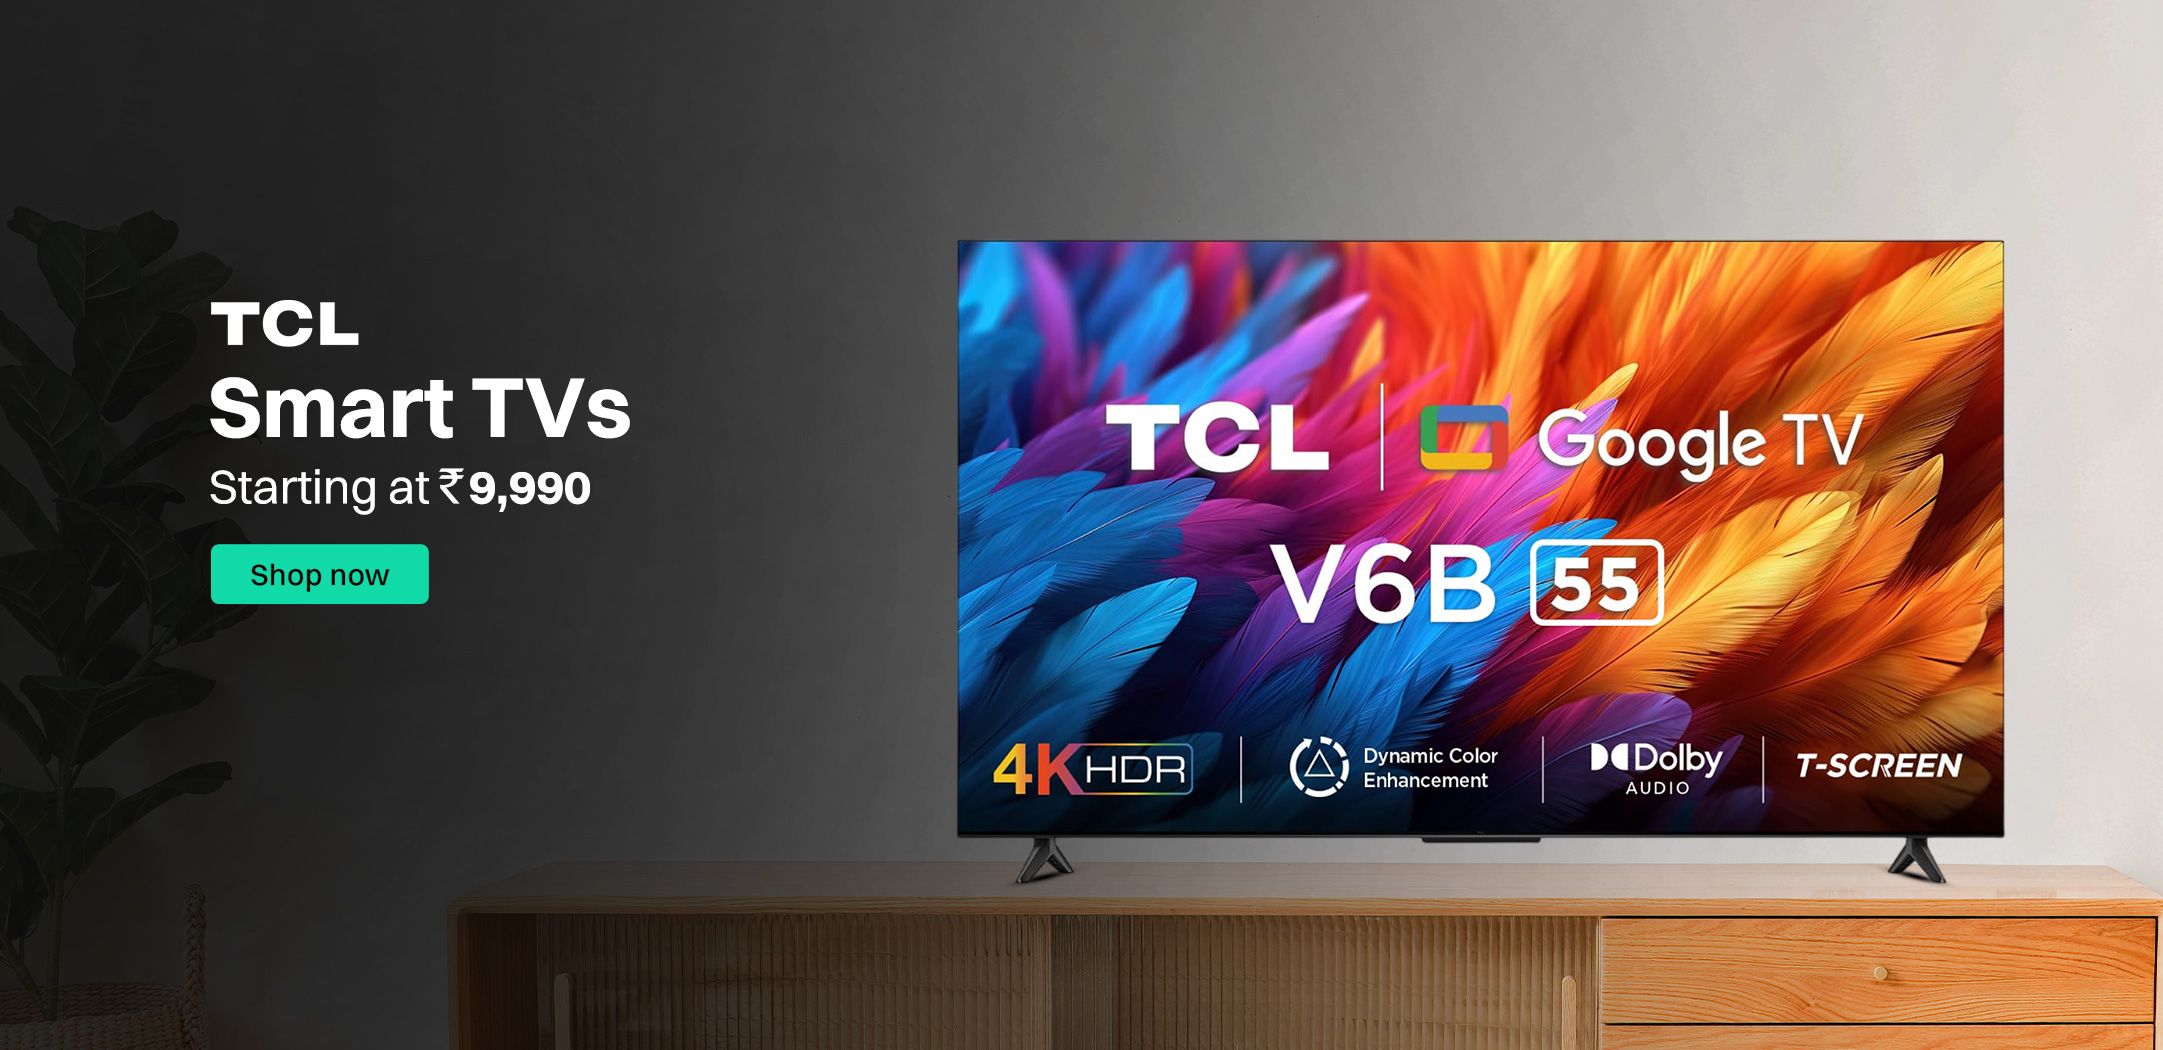 TCL
Smart TVs
Starting at ₹9,990
Shop now
TCL | Google TV
V6B 55
4K HDR
Dynamic Color
Enhancement
Dolby
AUDIO
T-SCREEN